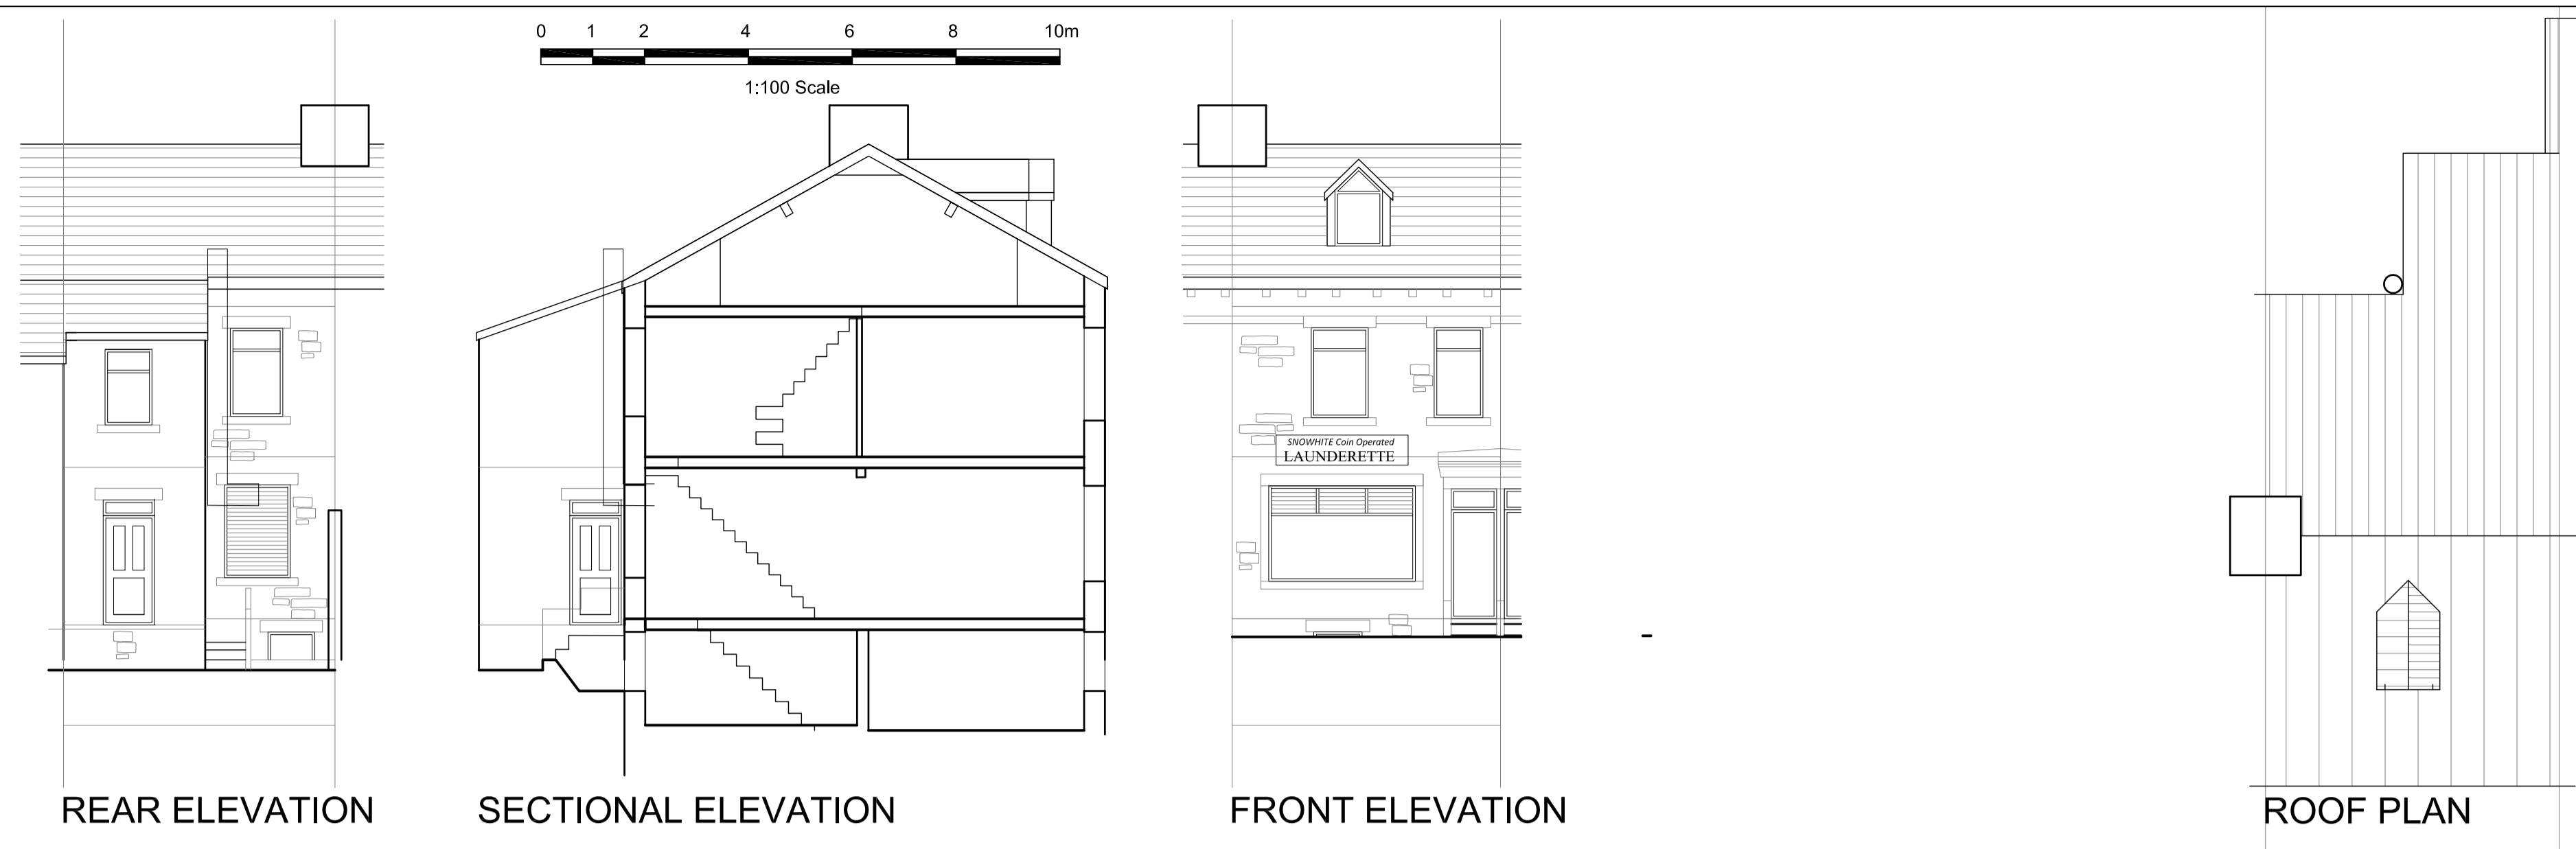 0 1 2 4 6 8 10m
1:100 Scale
SNOWHITE Coin Operated
LAUNDERETTE
REAR ELEVATION
SECTIONAL ELEVATION
FRONT ELEVATION
ROOF PLAN